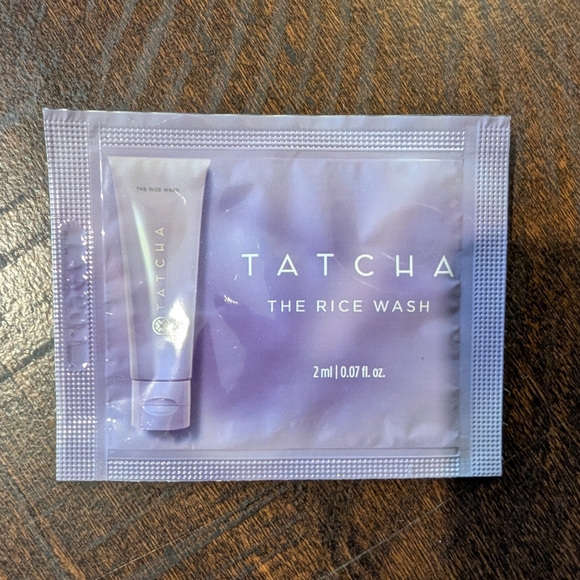 THE RICE WASH
TATCHA
TATCHA
THE RICE WASH
2 ml | 0.07 fl. oz.